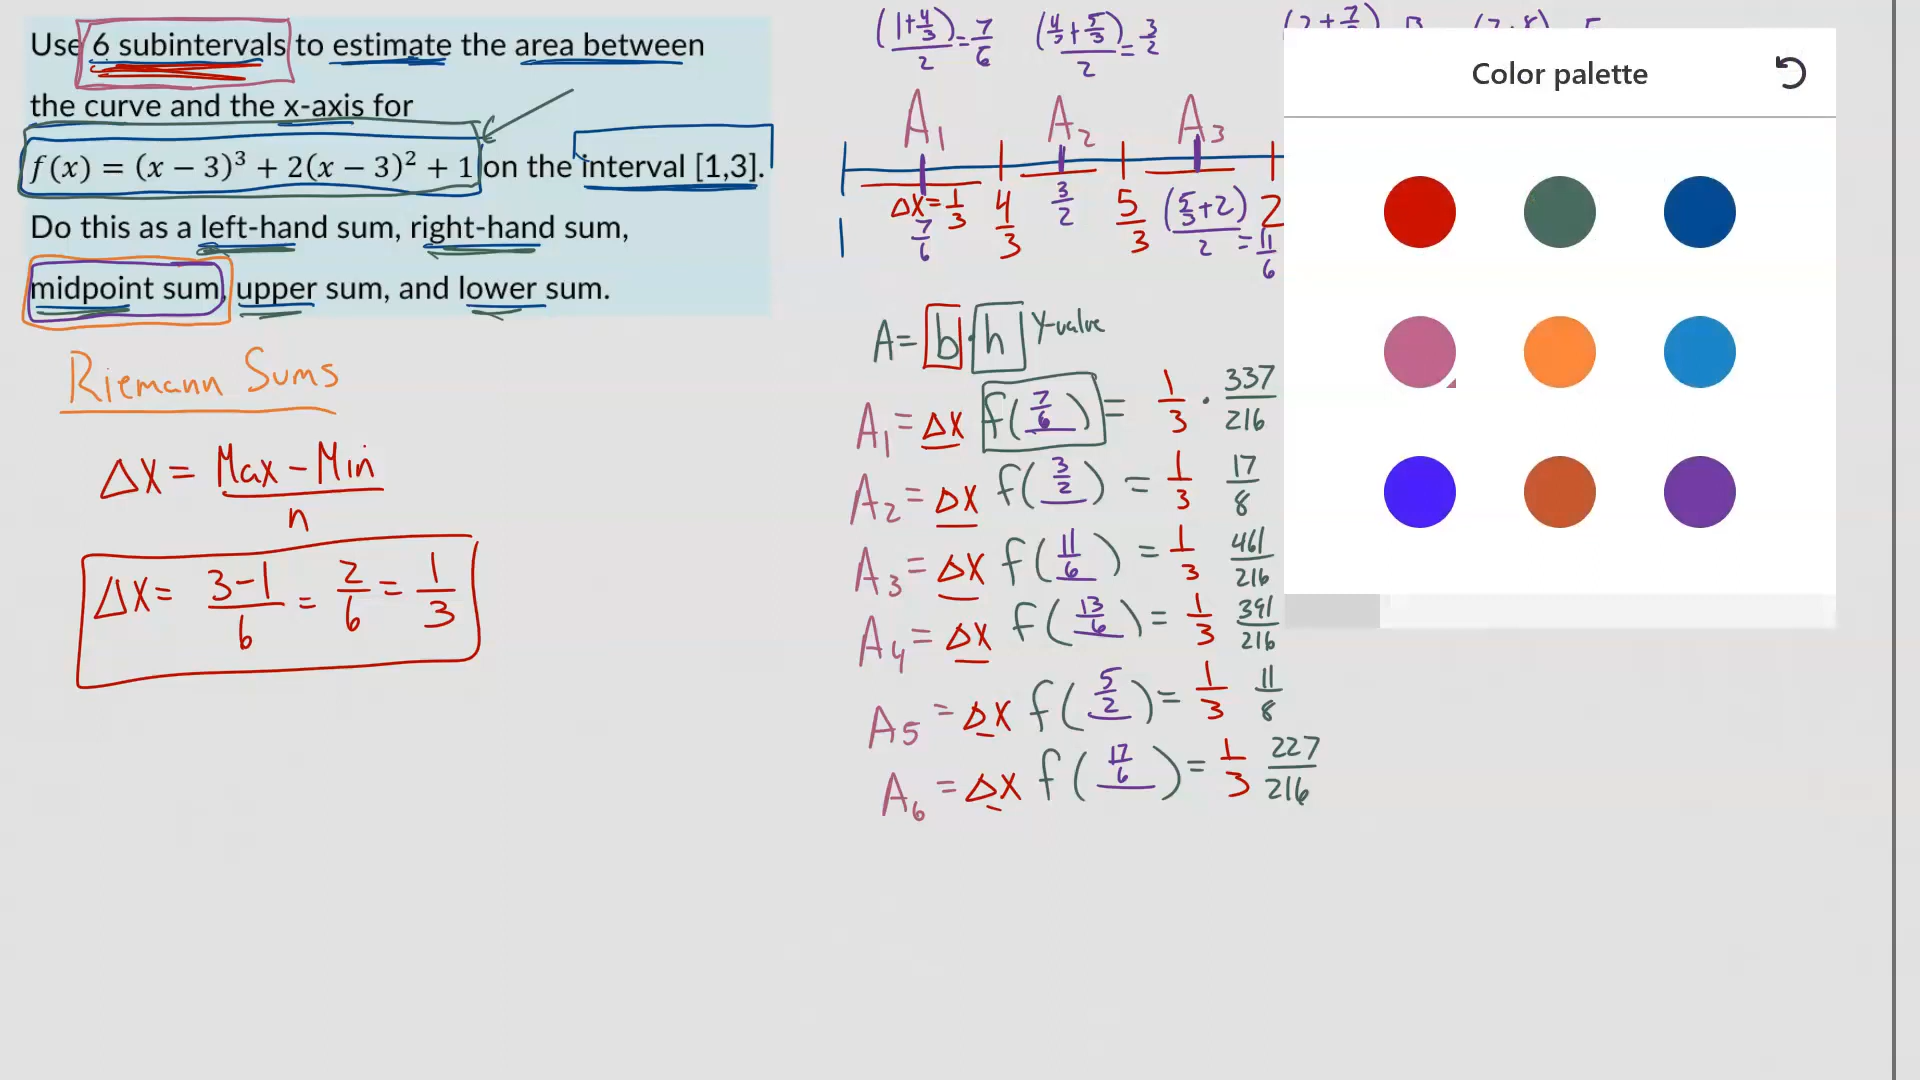 Use 6 subintervals to estimate the area between
the curve and the x-axis for
f(x) = (x − 3)³ + 2(x − 3)² + 1 on the interval [1,3].
Do this as a left-hand sum, right-hand sum,
midpoint sum, upper sum, and lower sum.
Riemann Sums
Δx = Max - Min / n
Δx = 3-1 / 6 = 2/6 = 1/3
(1+4/3)/2 = 7/6 (4/3+5/3)/2 = 3/2
A1 A2 A3
Δx = 1/3 4/3 3/2 5/3 (5/3+2)/2 = 11/6 2
1 7/6
A = b · h Y-value
A1 = Δx f(7/6) = 1/3 · 337/216
A2 = Δx f(3/2) = 1/3 17/8
A3 = Δx f(11/6) = 1/3 461/216
A4 = Δx f(13/6) = 1/3 391/216
A5 = Δx f(5/2) = 1/3 11/8
A6 = Δx f(17/6) = 1/3 227/216
Color palette